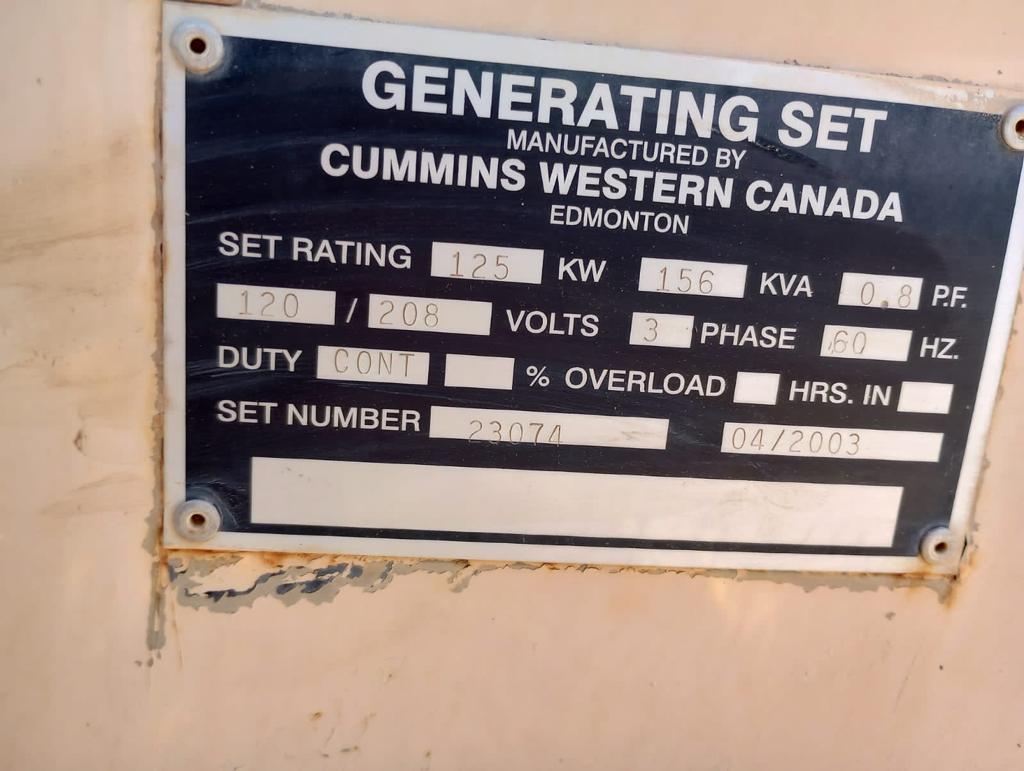 GENERATING SET
MANUFACTURED BY
CUMMINS WESTERN CANADA
EDMONTON
SET RATING 125 KW 156 KVA 0.8 P.F.
120 / 208 VOLTS 3 PHASE 60 HZ.
DUTY CONT % OVERLOAD HRS. IN
SET NUMBER 23074 04/2003